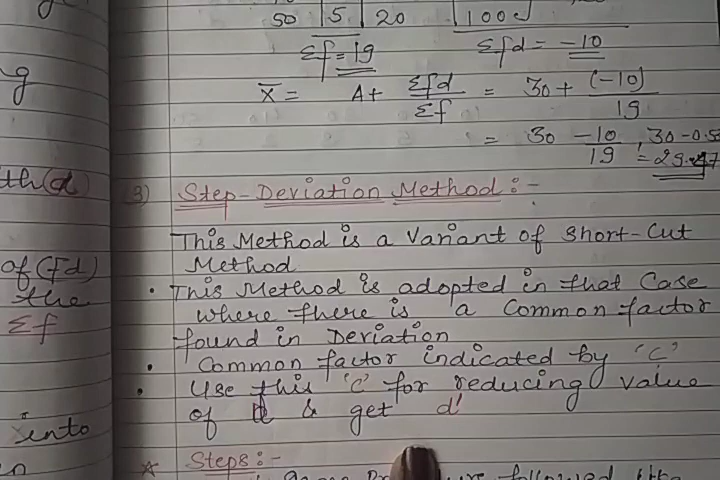 50 5 20 100
Σf = 19 Σfd = -10
X̄ = A + Σfd/Σf = 30 + (-10)/19
= 30 - 10/19, 30 - 0.5
= 29.47
3) Step-Deviation Method :-
This Method is a Variant of Short-Cut
Method
• This Method is adopted in that Case
where there is a Common factor
found in Deviation
• Common factor indicated by 'C'
• Use this 'C' for reducing value
of d & get d'
* Steps :-
followed
th(d)
of (fd)
the
Σf
into